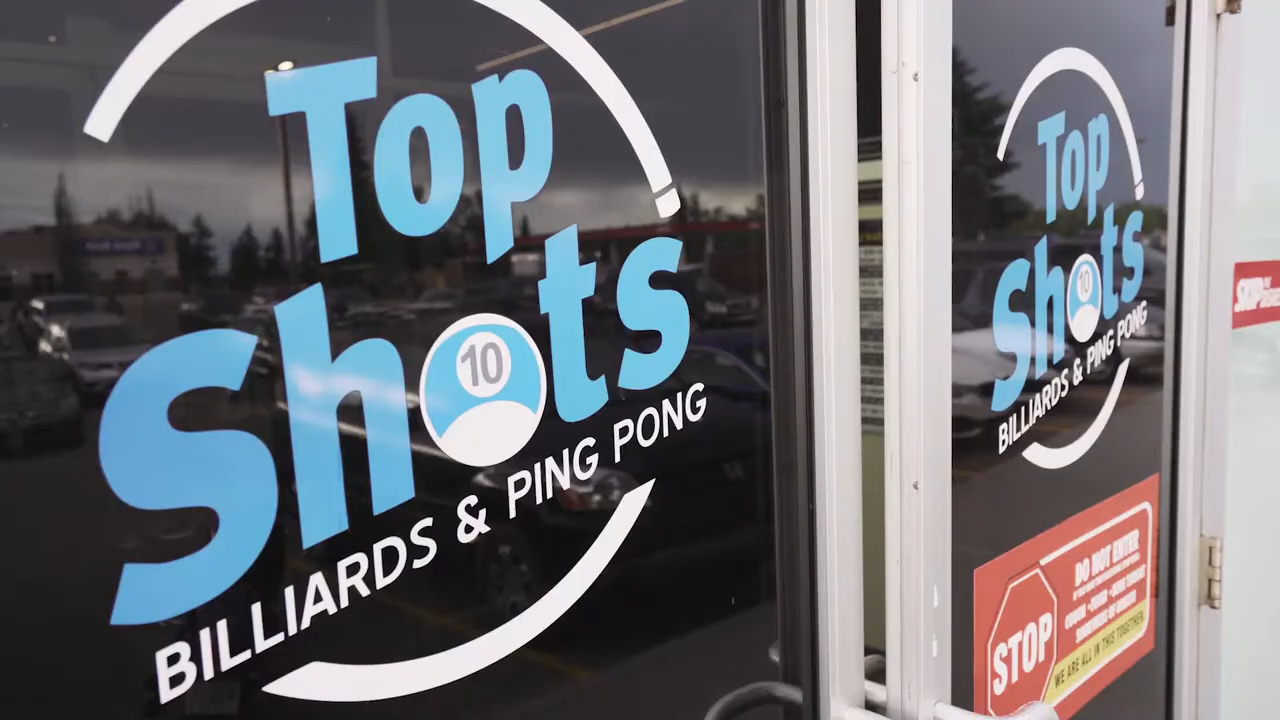 Top
Shots
10
BILLIARDS & PING PONG
Top
Shots
10
BILLIARDS & PING PONG
SKIP
STOP
DO NOT ENTER
WE ARE ALL IN THIS TOGETHER